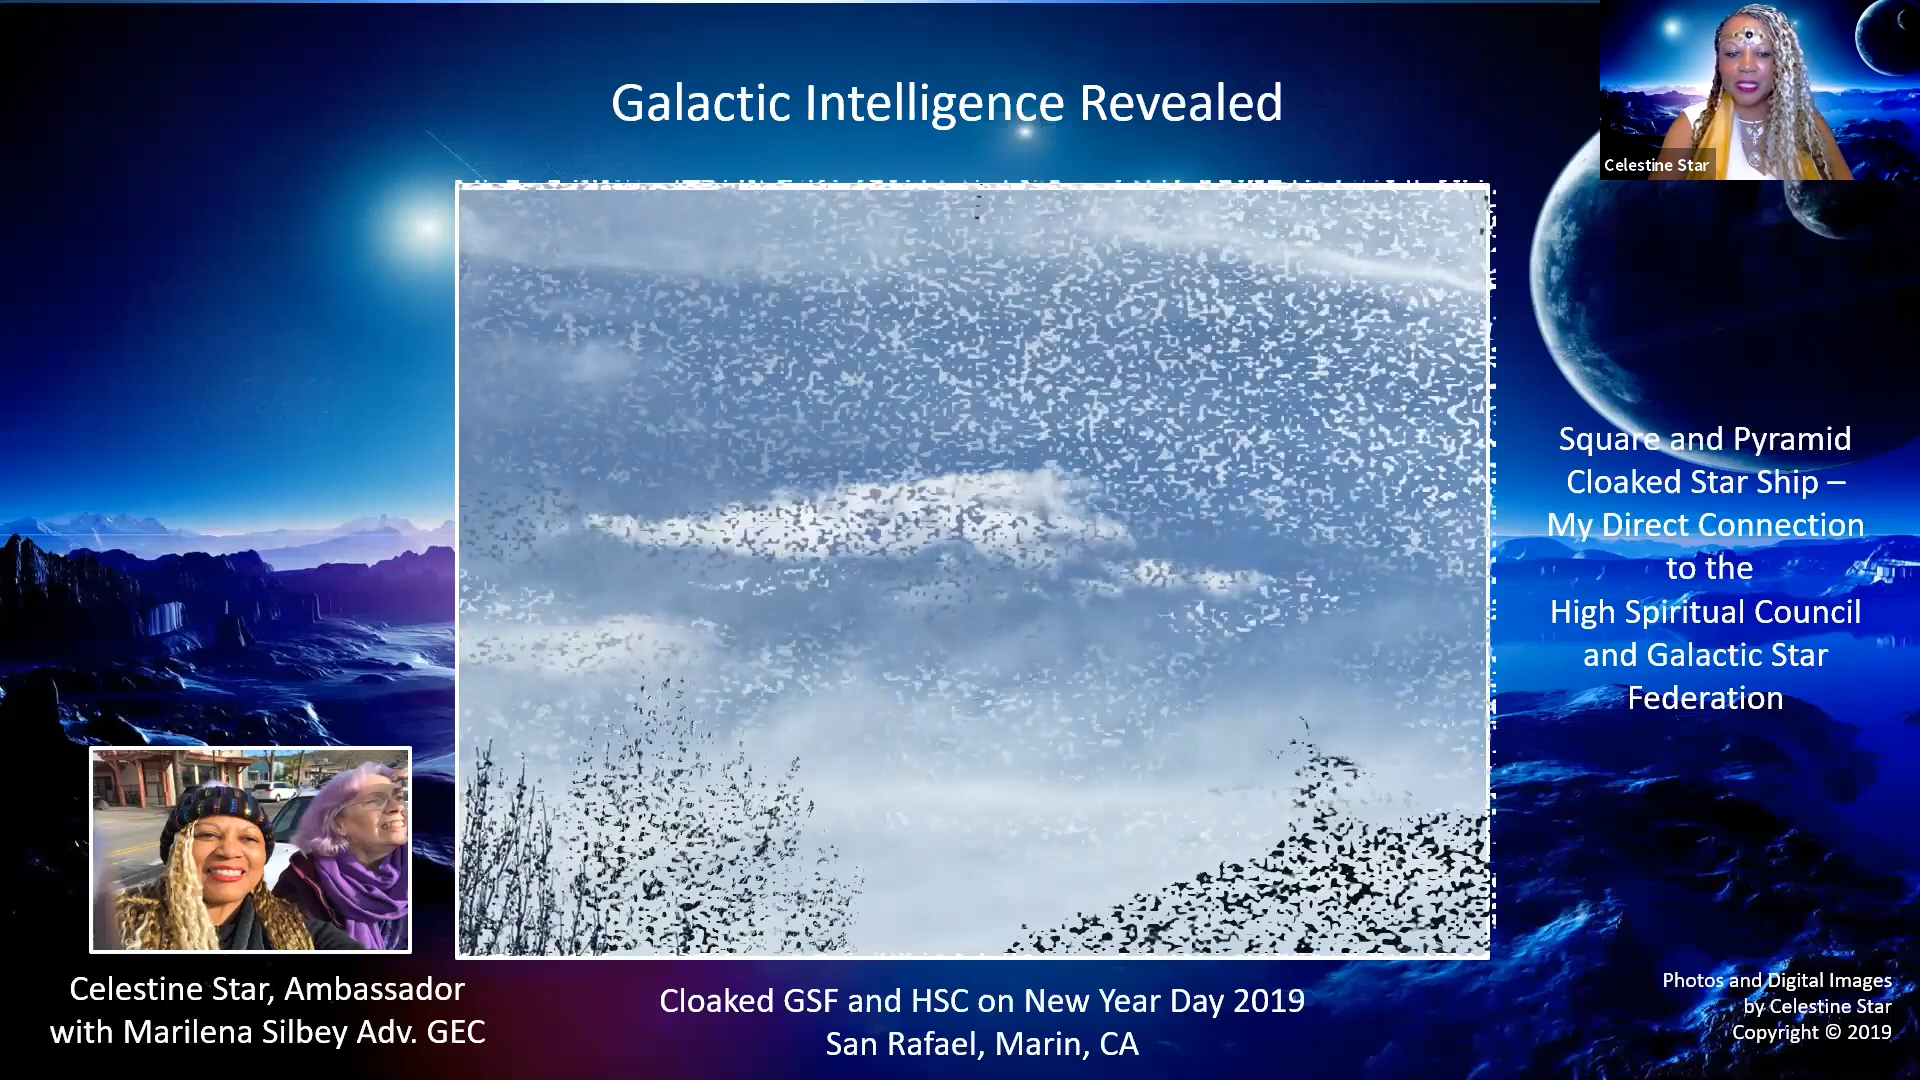 Galactic Intelligence Revealed
Celestine Star
Square and Pyramid
Cloaked Star Ship –
My Direct Connection
to the
High Spiritual Council
and Galactic Star
Federation
Celestine Star, Ambassador
with Marilena Silbey Adv. GEC
Cloaked GSF and HSC on New Year Day 2019
San Rafael, Marin, CA
Photos and Digital Images
by Celestine Star
Copyright © 2019